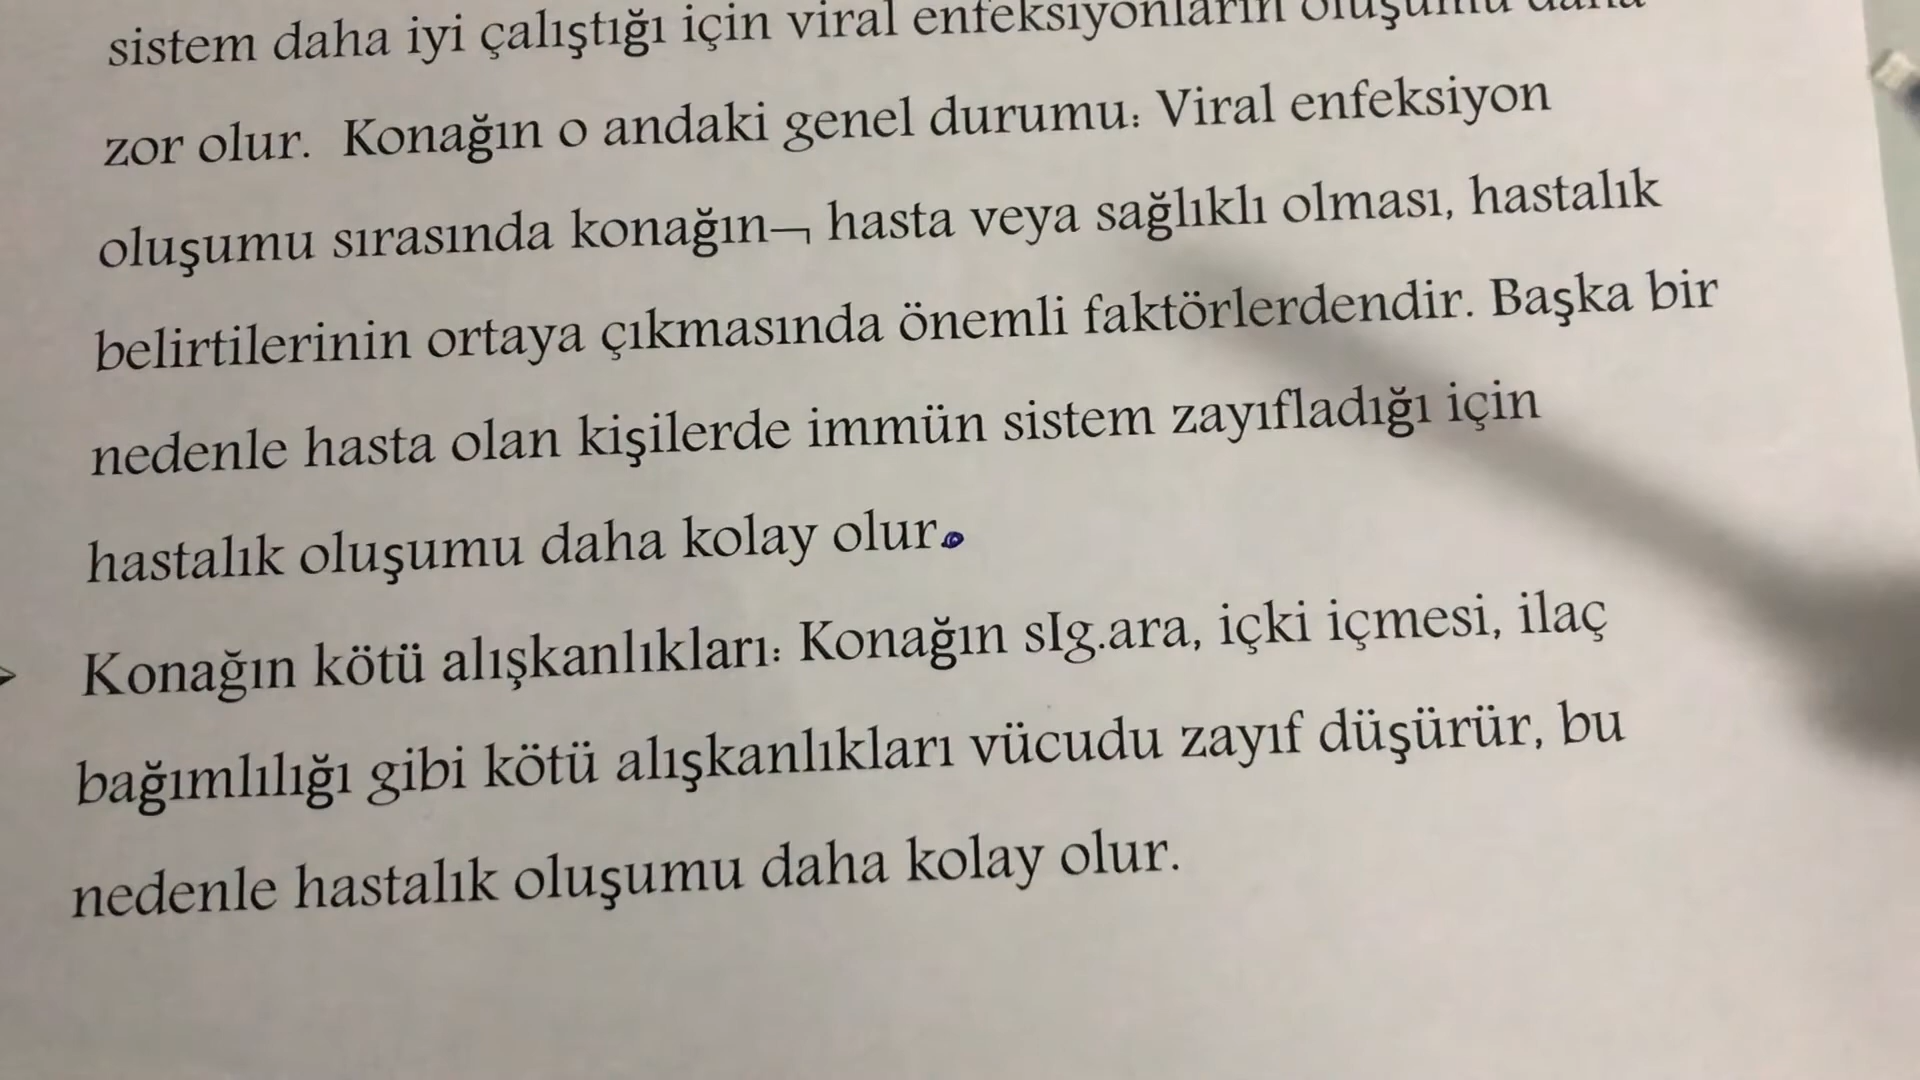 sistem daha iyi çalıştığı için viral enfeksiyonların oluşumu daha
zor olur. Konağın o andaki genel durumu: Viral enfeksiyon
oluşumu sırasında konağın¬ hasta veya sağlıklı olması, hastalık
belirtilerinin ortaya çıkmasında önemli faktörlerdendir. Başka bir
nedenle hasta olan kişilerde immün sistem zayıfladığı için
hastalık oluşumu daha kolay olur.
Konağın kötü alışkanlıkları: Konağın sIg.ara, içki içmesi, ilaç
bağımlılığı gibi kötü alışkanlıkları vücudu zayıf düşürür, bu
nedenle hastalık oluşumu daha kolay olur.